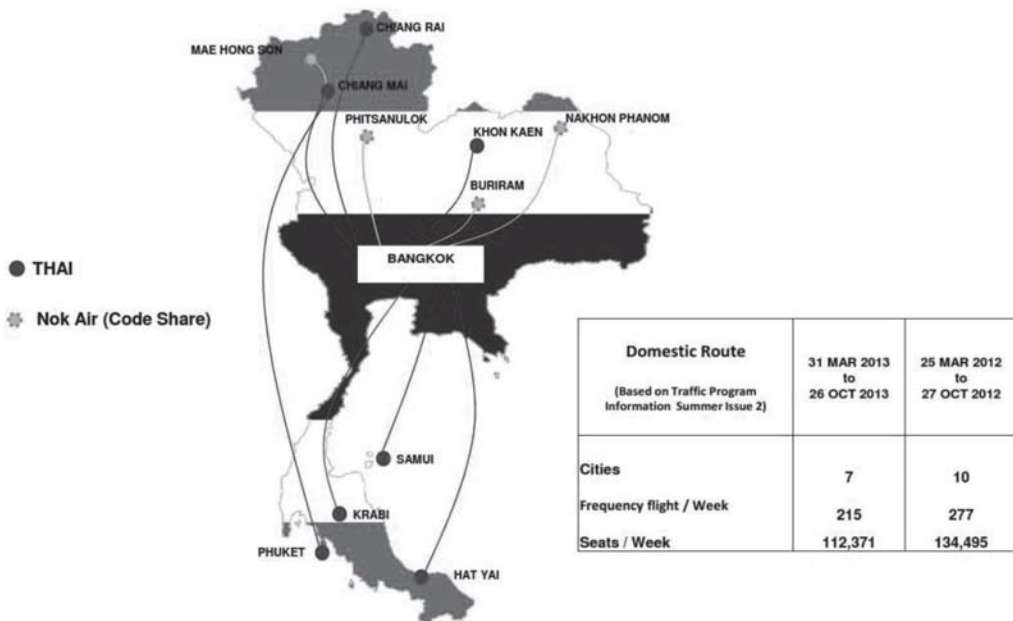 CHIANG RAI
MAE HONG SON
CHIANG MAI
PHITSANULOK
KHON KAEN
NAKHON PHANOM
BURIRAM
BANGKOK
THAI
Nok Air (Code Share)
SAMUI
KRABI
PHUKET
HAT YAI
Domestic Route
(Based on Traffic Program
Information Summer Issue 2)
31 MAR 2013
to
26 OCT 2013
25 MAR 2012
to
27 OCT 2012
Cities 7 10
Frequency flight / Week 215 277
Seats / Week 112,371 134,495